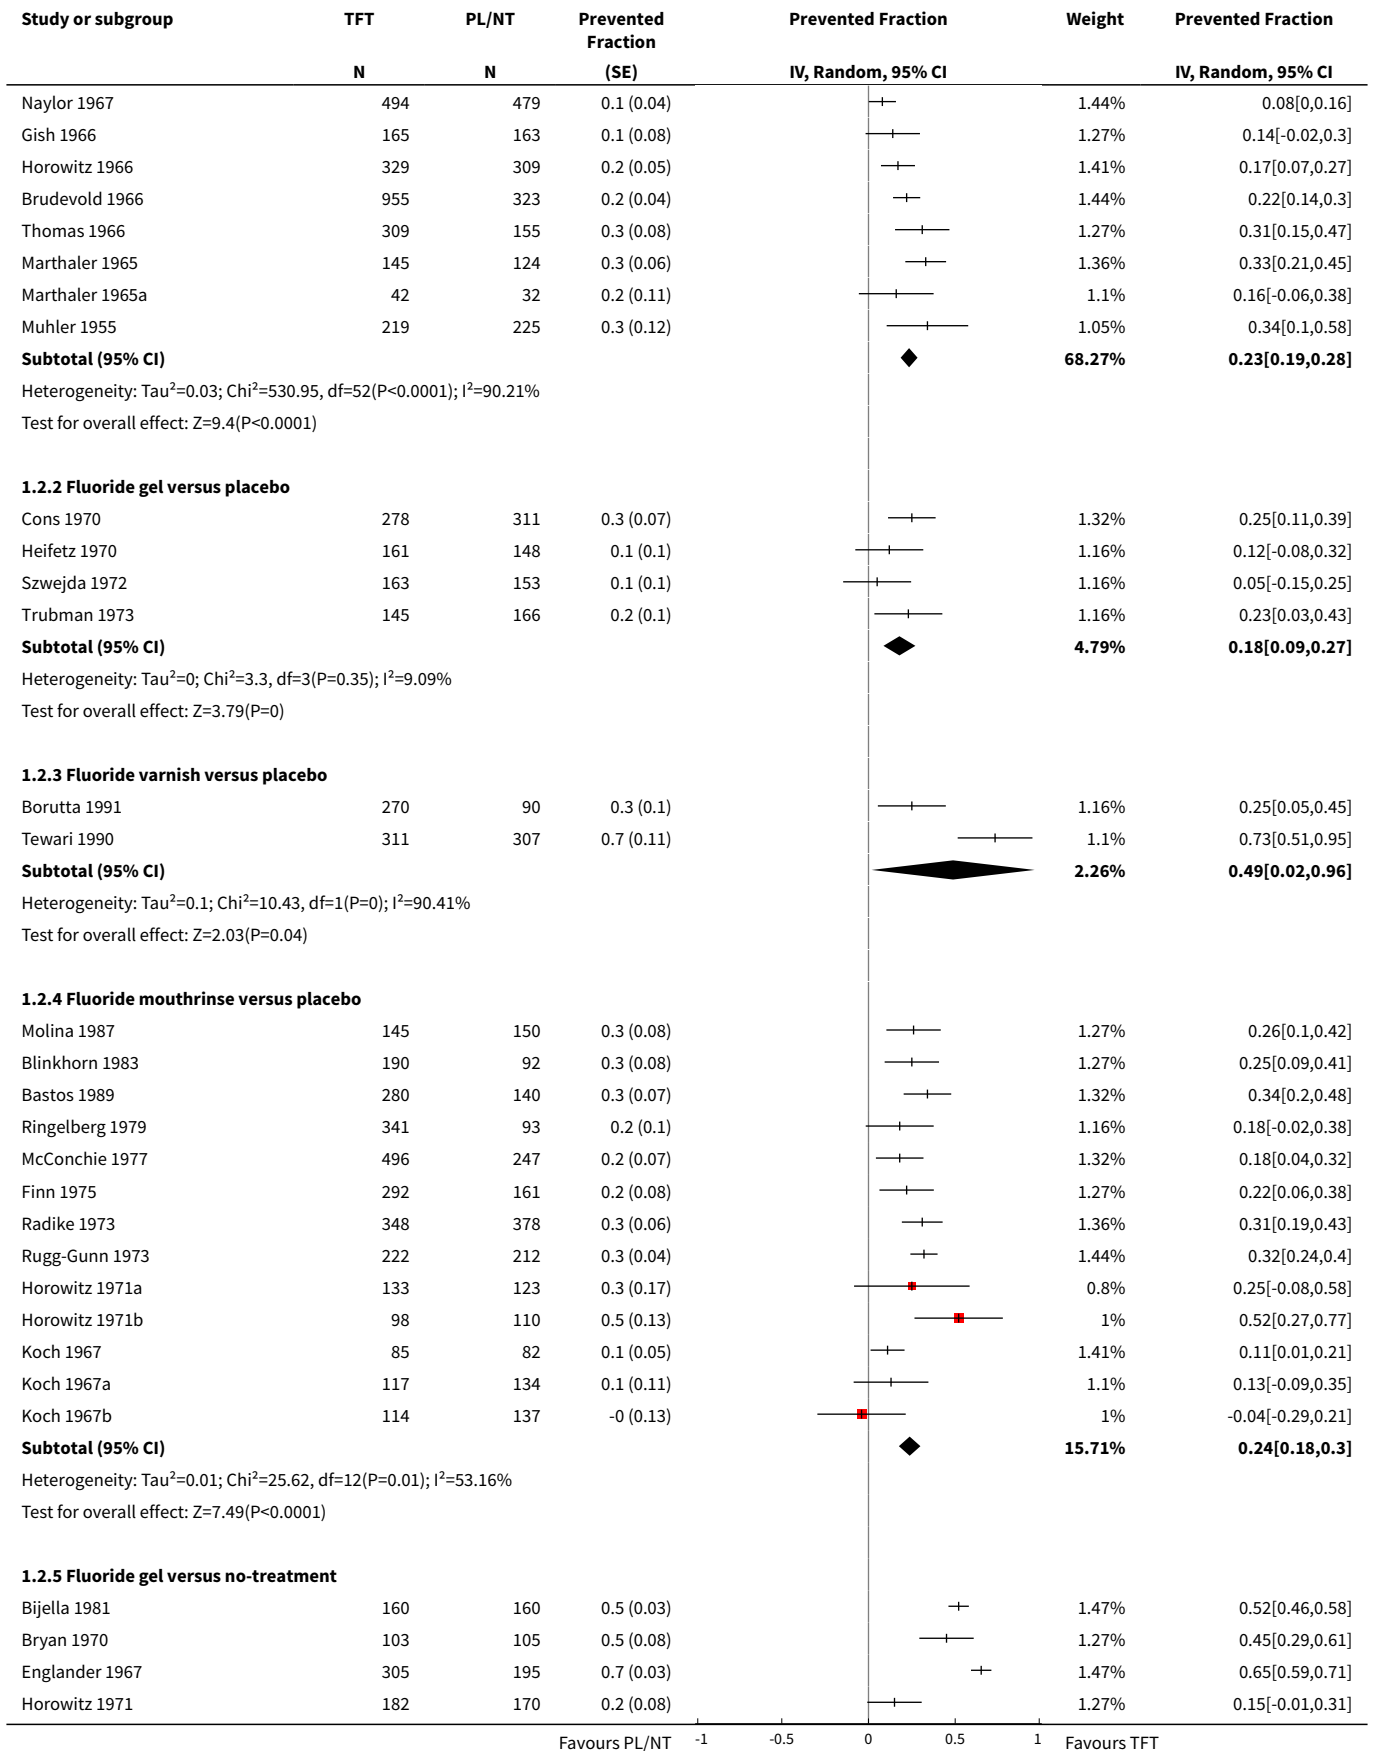 Study or subgroup TFT PL/NT Prevented Fraction Prevented Fraction Weight Prevented Fraction
N N (SE) IV, Random, 95% CI IV, Random, 95% CI
Naylor 1967 494 479 0.1 (0.04) 1.44% 0.08[0,0.16]
Gish 1966 165 163 0.1 (0.08) 1.27% 0.14[-0.02,0.3]
Horowitz 1966 329 309 0.2 (0.05) 1.41% 0.17[0.07,0.27]
Brudevold 1966 955 323 0.2 (0.04) 1.44% 0.22[0.14,0.3]
Thomas 1966 309 155 0.3 (0.08) 1.27% 0.31[0.15,0.47]
Marthaler 1965 145 124 0.3 (0.06) 1.36% 0.33[0.21,0.45]
Marthaler 1965a 42 32 0.2 (0.11) 1.1% 0.16[-0.06,0.38]
Muhler 1955 219 225 0.3 (0.12) 1.05% 0.34[0.1,0.58]
Subtotal (95% CI) 68.27% 0.23[0.19,0.28]
Heterogeneity: Tau²=0.03; Chi²=530.95, df=52(P<0.0001); I²=90.21%
Test for overall effect: Z=9.4(P<0.0001)
1.2.2 Fluoride gel versus placebo
Cons 1970 278 311 0.3 (0.07) 1.32% 0.25[0.11,0.39]
Heifetz 1970 161 148 0.1 (0.1) 1.16% 0.12[-0.08,0.32]
Szwejda 1972 163 153 0.1 (0.1) 1.16% 0.05[-0.15,0.25]
Trubman 1973 145 166 0.2 (0.1) 1.16% 0.23[0.03,0.43]
Subtotal (95% CI) 4.79% 0.18[0.09,0.27]
Heterogeneity: Tau²=0; Chi²=3.3, df=3(P=0.35); I²=9.09%
Test for overall effect: Z=3.79(P=0)
1.2.3 Fluoride varnish versus placebo
Borutta 1991 270 90 0.3 (0.1) 1.16% 0.25[0.05,0.45]
Tewari 1990 311 307 0.7 (0.11) 1.1% 0.73[0.51,0.95]
Subtotal (95% CI) 2.26% 0.49[0.02,0.96]
Heterogeneity: Tau²=0.1; Chi²=10.43, df=1(P=0); I²=90.41%
Test for overall effect: Z=2.03(P=0.04)
1.2.4 Fluoride mouthrinse versus placebo
Molina 1987 145 150 0.3 (0.08) 1.27% 0.26[0.1,0.42]
Blinkhorn 1983 190 92 0.3 (0.08) 1.27% 0.25[0.09,0.41]
Bastos 1989 280 140 0.3 (0.07) 1.32% 0.34[0.2,0.48]
Ringelberg 1979 341 93 0.2 (0.1) 1.16% 0.18[-0.02,0.38]
McConchie 1977 496 247 0.2 (0.07) 1.32% 0.18[0.04,0.32]
Finn 1975 292 161 0.2 (0.08) 1.27% 0.22[0.06,0.38]
Radike 1973 348 378 0.3 (0.06) 1.36% 0.31[0.19,0.43]
Rugg-Gunn 1973 222 212 0.3 (0.04) 1.44% 0.32[0.24,0.4]
Horowitz 1971a 133 123 0.3 (0.17) 0.8% 0.25[-0.08,0.58]
Horowitz 1971b 98 110 0.5 (0.13) 1% 0.52[0.27,0.77]
Koch 1967 85 82 0.1 (0.05) 1.41% 0.11[0.01,0.21]
Koch 1967a 117 134 0.1 (0.11) 1.1% 0.13[-0.09,0.35]
Koch 1967b 114 137 -0 (0.13) 1% -0.04[-0.29,0.21]
Subtotal (95% CI) 15.71% 0.24[0.18,0.3]
Heterogeneity: Tau²=0.01; Chi²=25.62, df=12(P=0.01); I²=53.16%
Test for overall effect: Z=7.49(P<0.0001)
1.2.5 Fluoride gel versus no-treatment
Bijella 1981 160 160 0.5 (0.03) 1.47% 0.52[0.46,0.58]
Bryan 1970 103 105 0.5 (0.08) 1.27% 0.45[0.29,0.61]
Englander 1967 305 195 0.7 (0.03) 1.47% 0.65[0.59,0.71]
Horowitz 1971 182 170 0.2 (0.08) 1.27% 0.15[-0.01,0.31]
Favours PL/NT -1 -0.5 0 0.5 1 Favours TFT